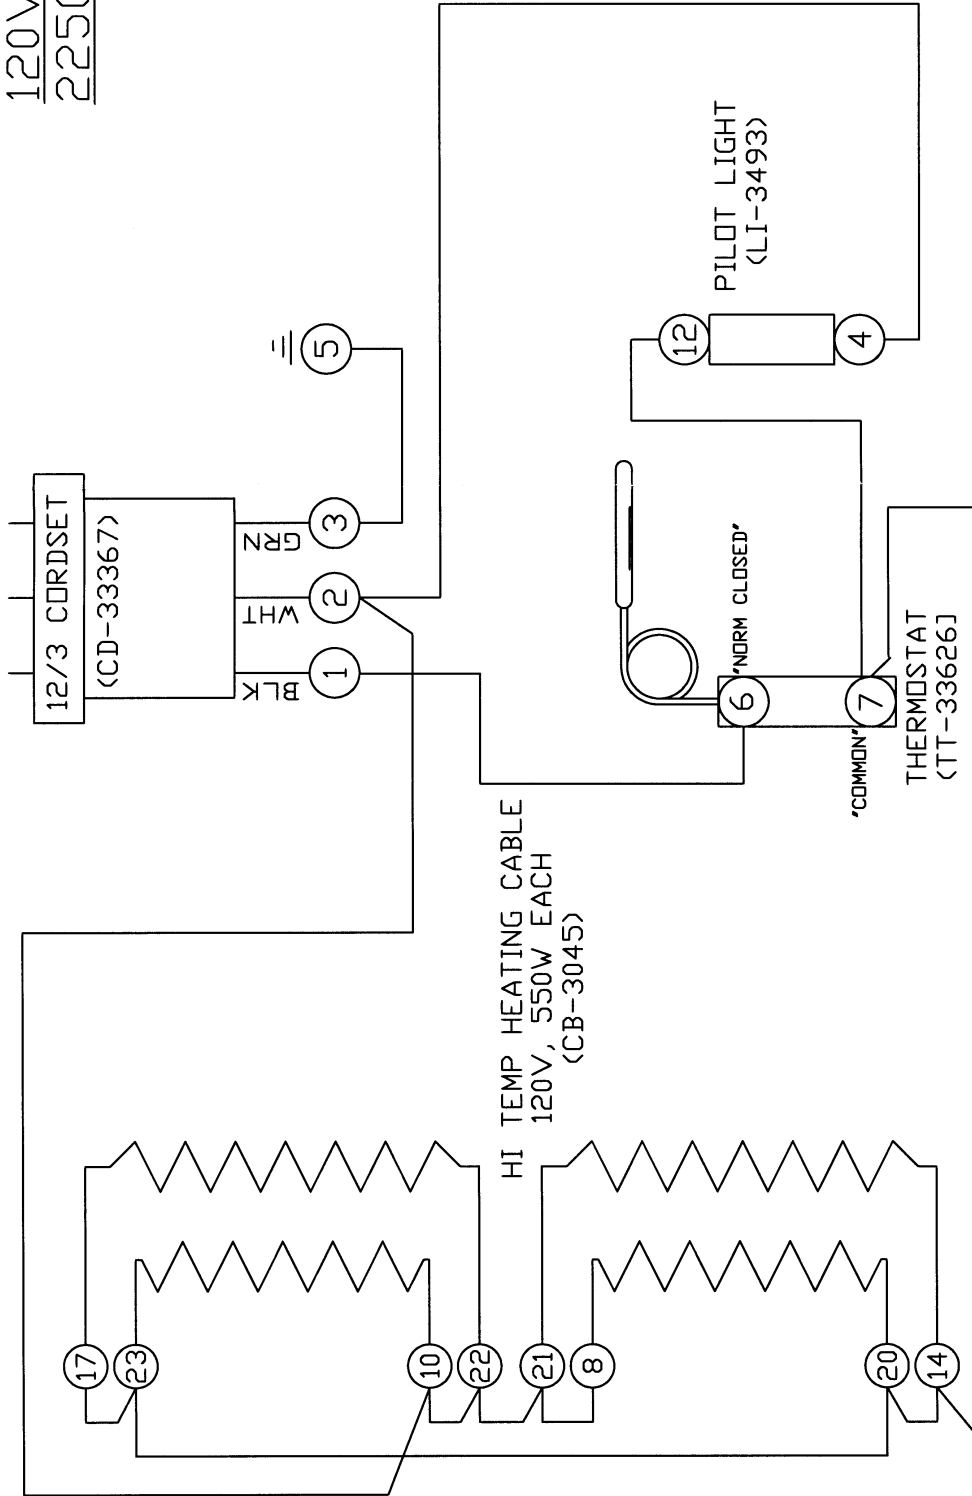 120V
2250
12/3 CORDSET
(CD-33367)
BLK
WHT
GRN
1
2
3
5
PILOT LIGHT
(LI-3493)
12
4
"NORM CLOSED"
6
7
"COMMON"
THERMOSTAT
(TT-33626]
HI TEMP HEATING CABLE
120V, 550W EACH
(CB-3045)
17
23
10
22
21
8
20
14